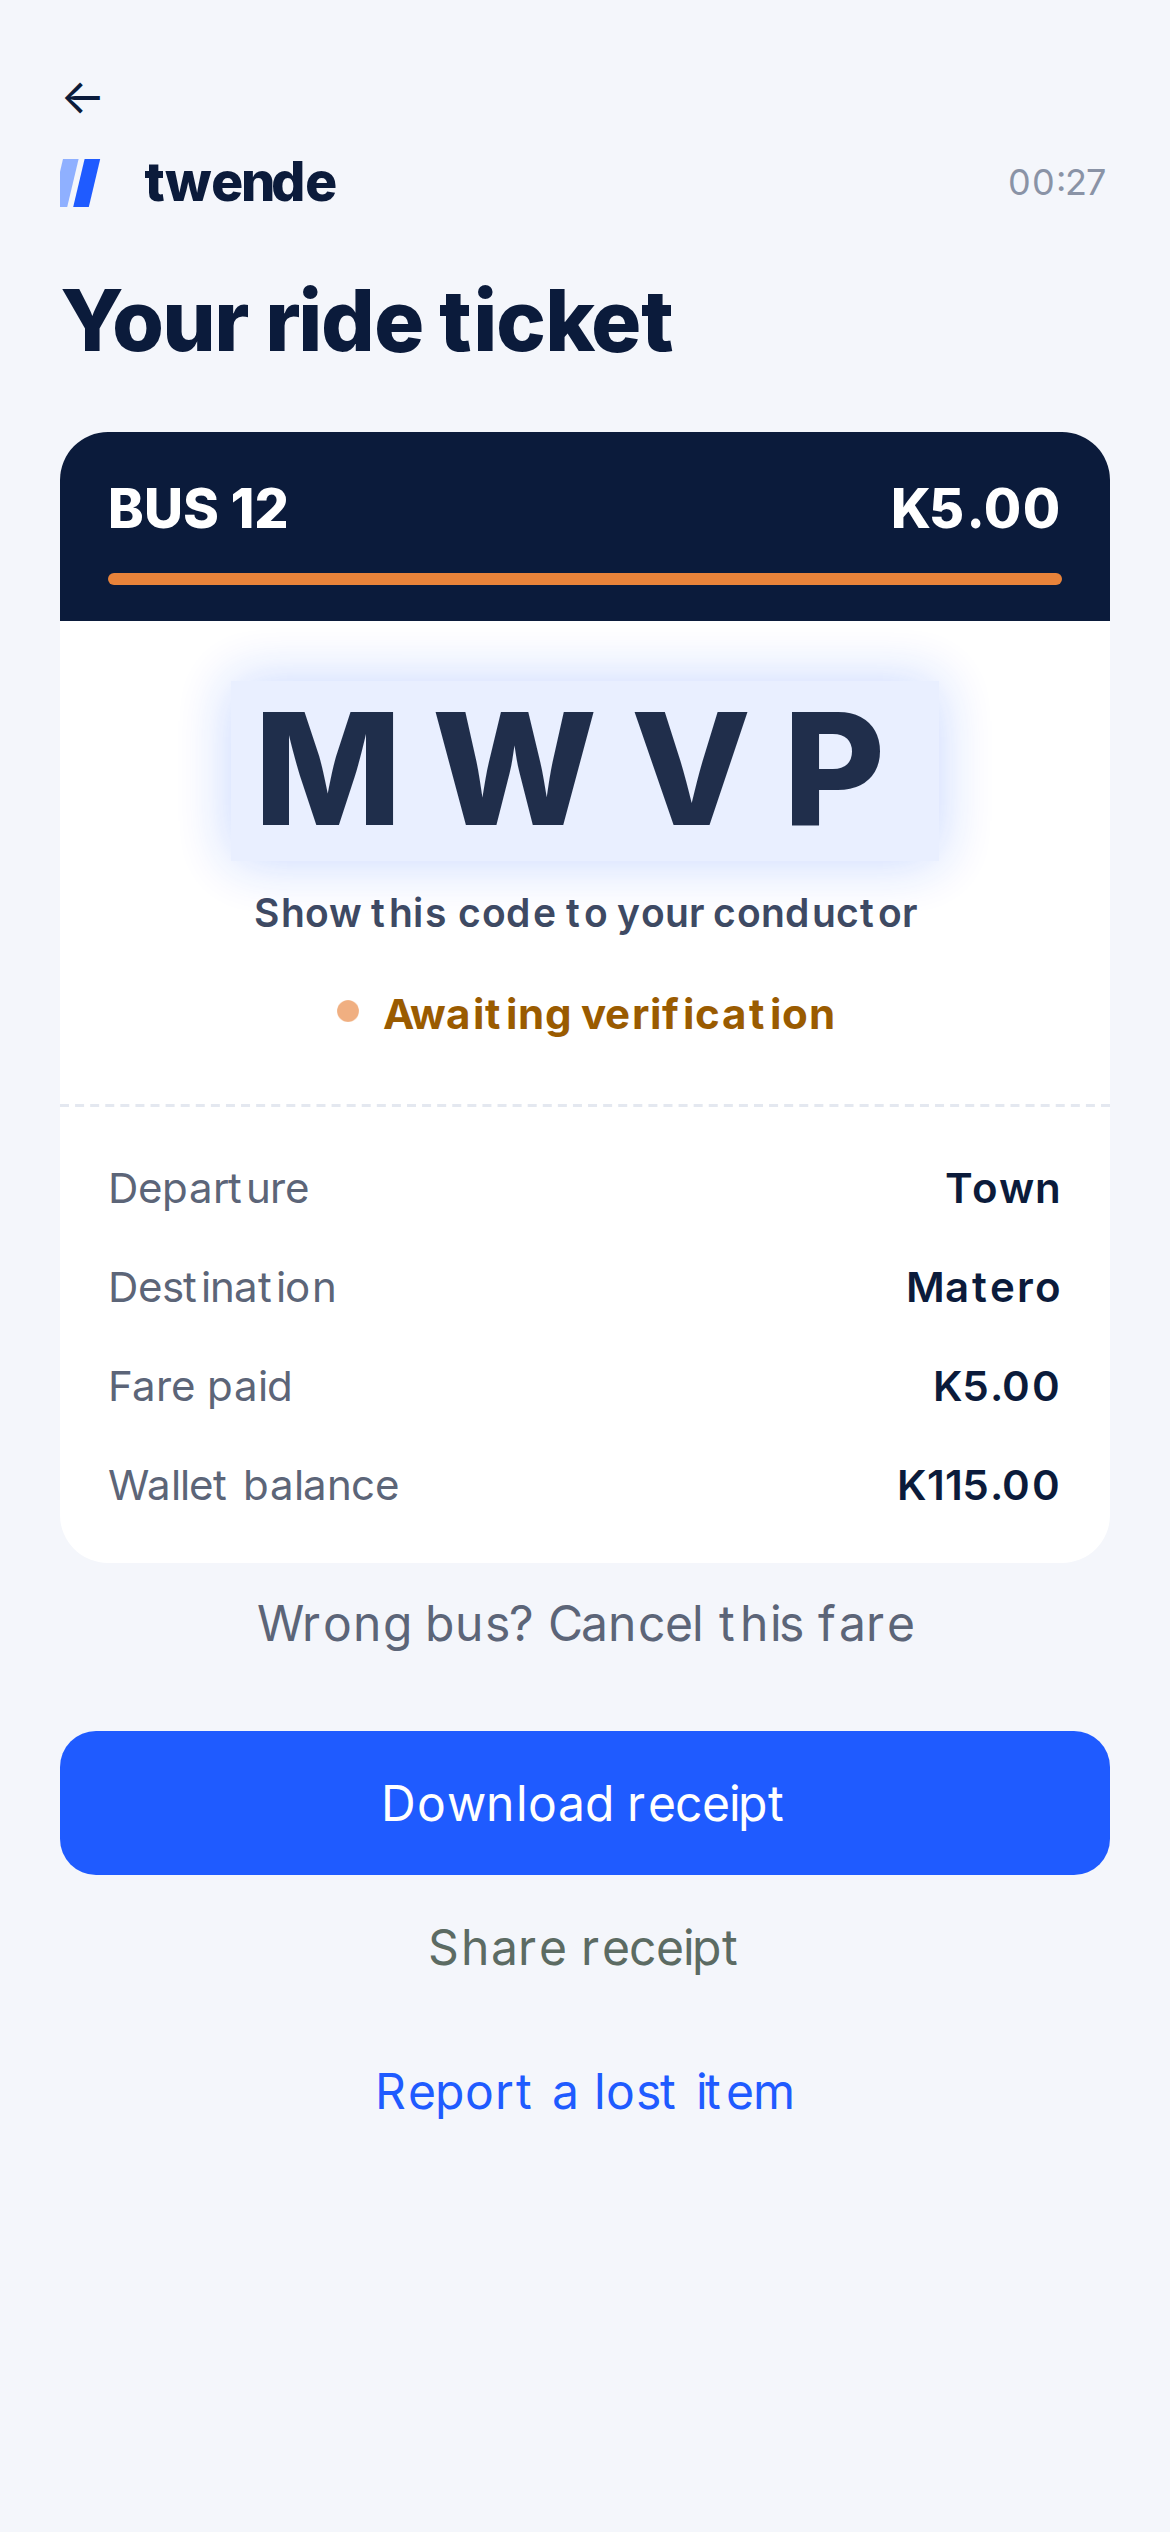 twende
00:27
Your ride ticket
BUS 12
K5.00
MWVP
Show this code to your conductor
Awaiting verification
Departure
Town
Destination
Matero
Fare paid
K5.00
Wallet balance
K115.00
Wrong bus? Cancel this fare
Download receipt
Share receipt
Report a lost item